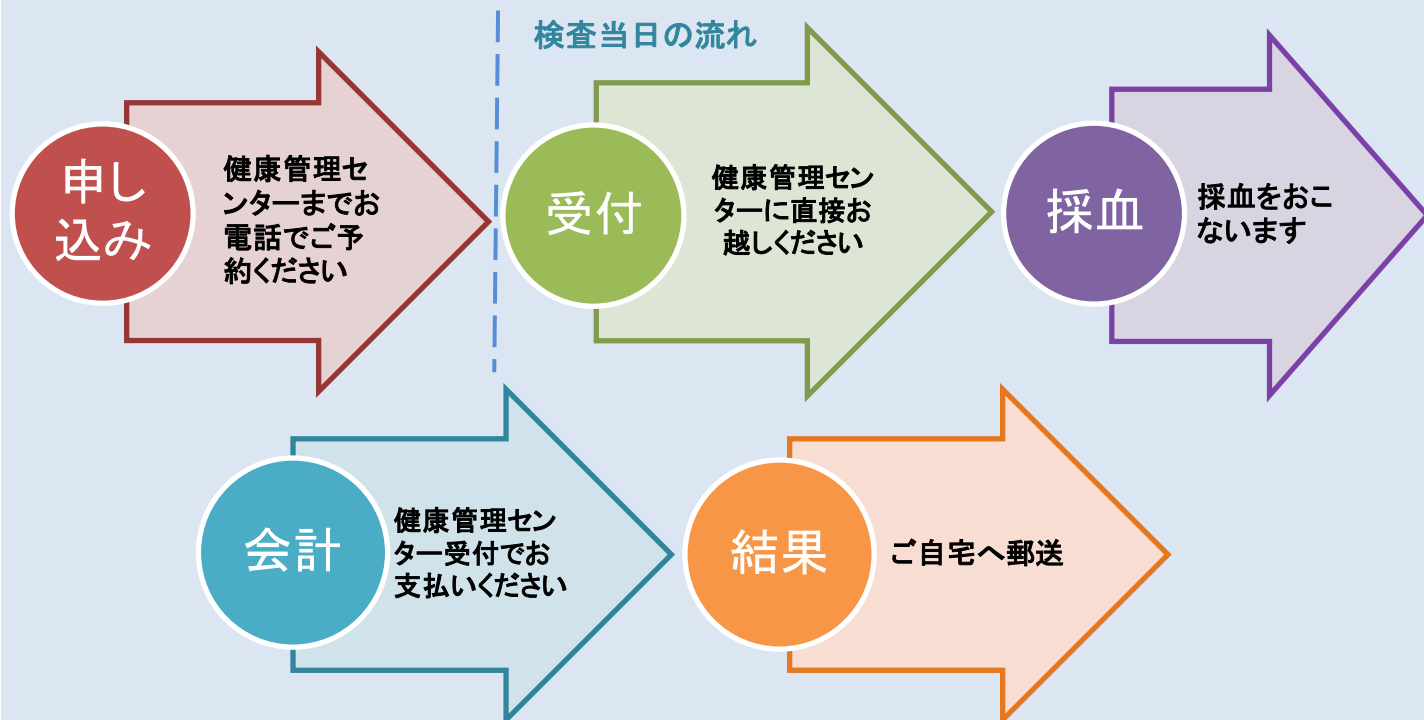 検査当日の流れ
申し
込み
健康管理セ
ンターまでお
電話でご予
約ください
受付
健康管理セン
ターに直接お
越しください
採血
採血をおこ
ないます
会計
健康管理セン
ター受付でお
支払いください
結果
ご自宅へ郵送